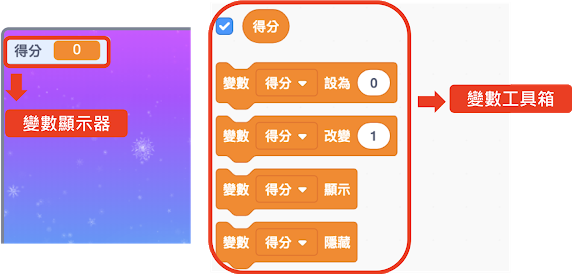 得分 0
變數顯示器
得分
變數 得分 設為 0
變數 得分 改變 1
變數 得分 顯示
變數 得分 隱藏
變數工具箱